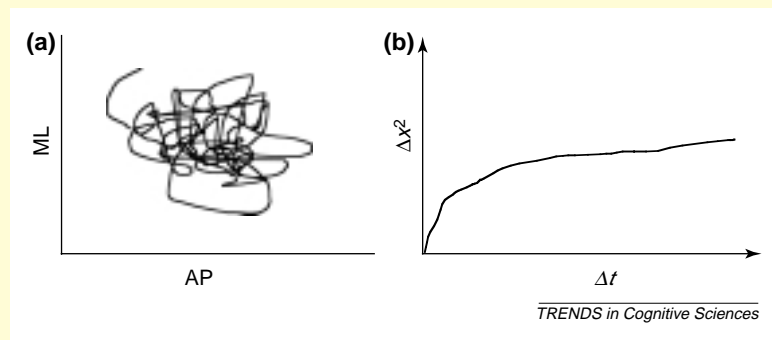 (a)
ML
AP
(b)
Δx²
Δt
TRENDS in Cognitive Sciences